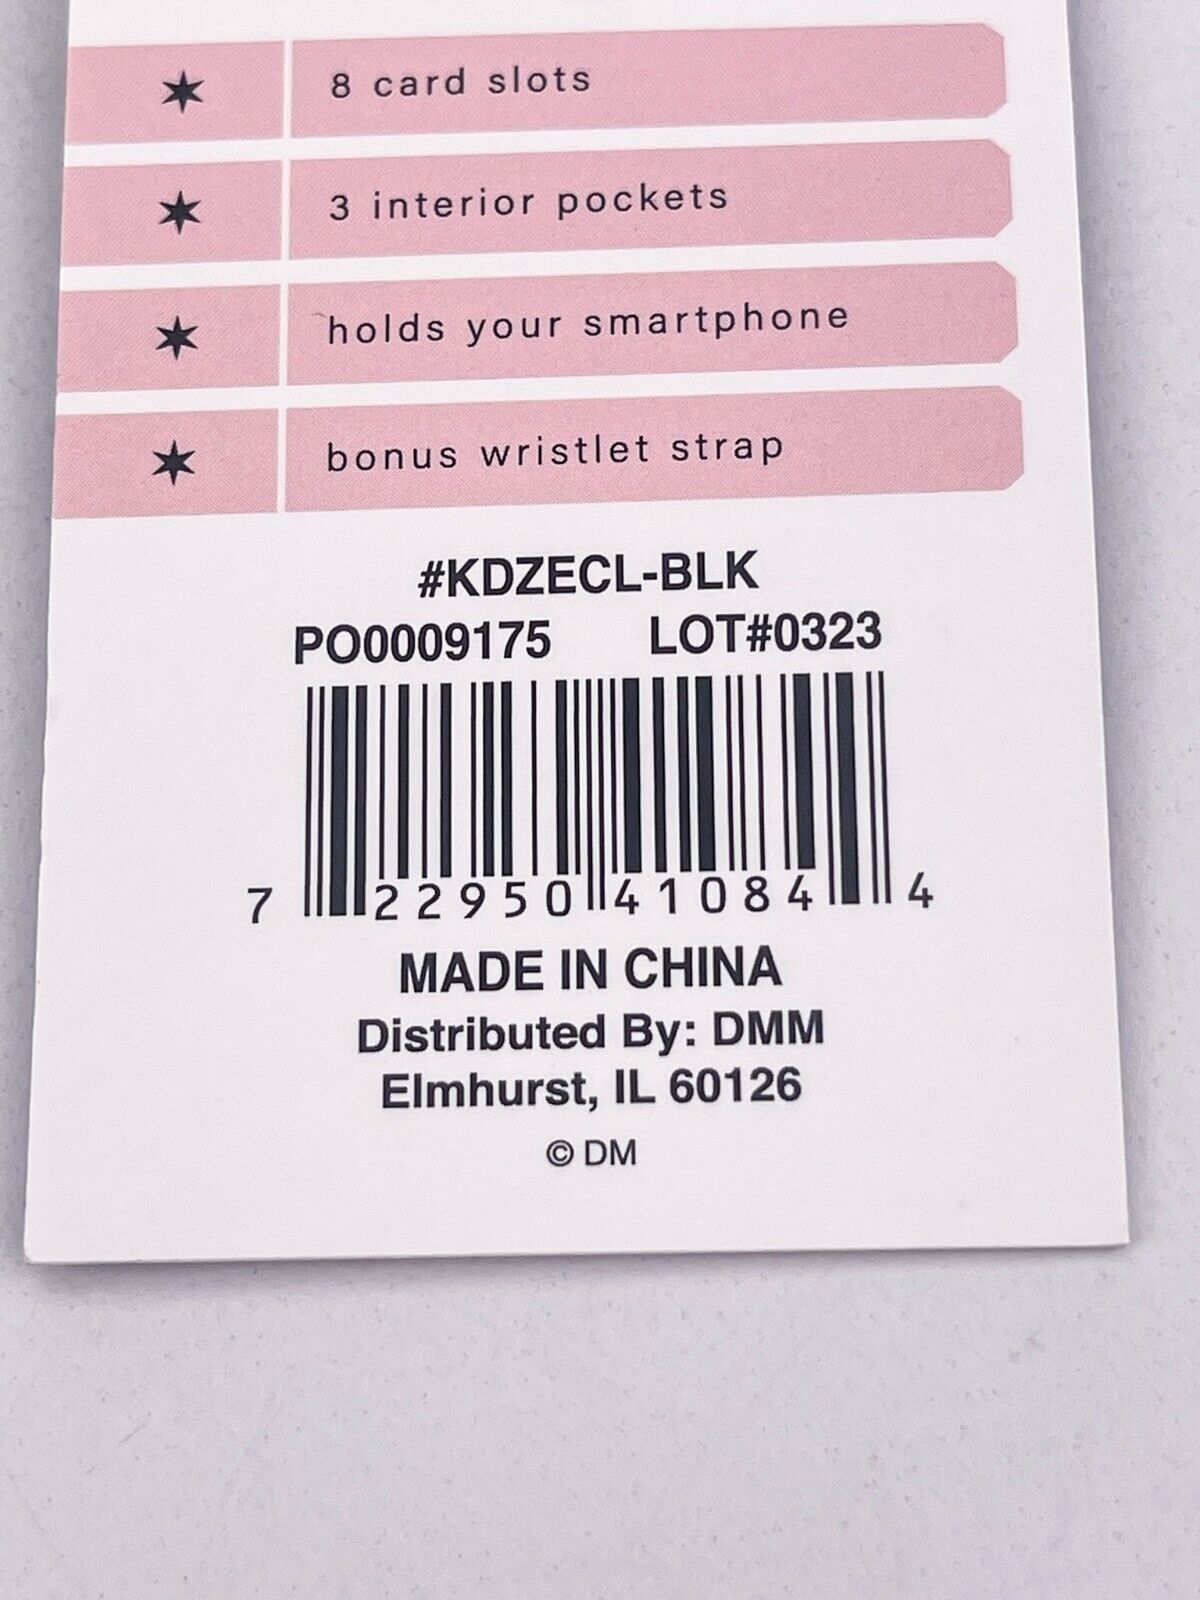 8 card slots
3 interior pockets
holds your smartphone
bonus wristlet strap
#KDZECL-BLK
PO0009175 LOT#0323
7 22950 41084 4
MADE IN CHINA
Distributed By: DMM
Elmhurst, IL 60126
© DM